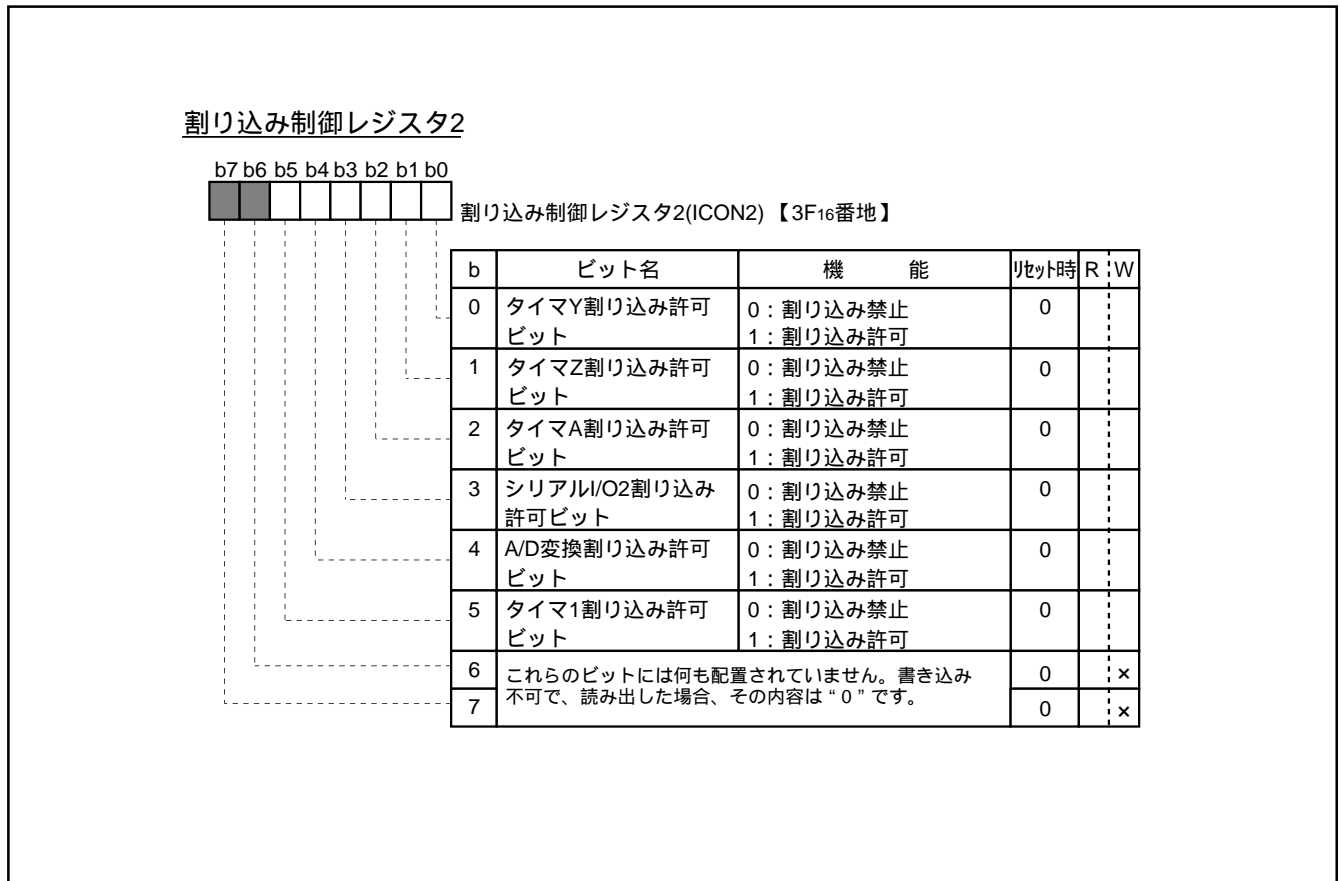 割り込み制御レジスタ2
b7 b6 b5 b4 b3 b2 b1 b0
割り込み制御レジスタ2(ICON2)【3F16番地】
b ビット名 機 能 リセット時 R W
0 タイマY割り込み許可 0：割り込み禁止 0
ビット 1：割り込み許可
1 タイマZ割り込み許可 0：割り込み禁止 0
ビット 1：割り込み許可
2 タイマA割り込み許可 0：割り込み禁止 0
ビット 1：割り込み許可
3 シリアルI/O2割り込み 0：割り込み禁止 0
許可ビット 1：割り込み許可
4 A/D変換割り込み許可 0：割り込み禁止 0
ビット 1：割り込み許可
5 タイマ1割り込み許可 0：割り込み禁止 0
ビット 1：割り込み許可
6 これらのビットには何も配置されていません。書き込み 0 ×
7 不可で、読み出した場合、その内容は“0”です。 0 ×